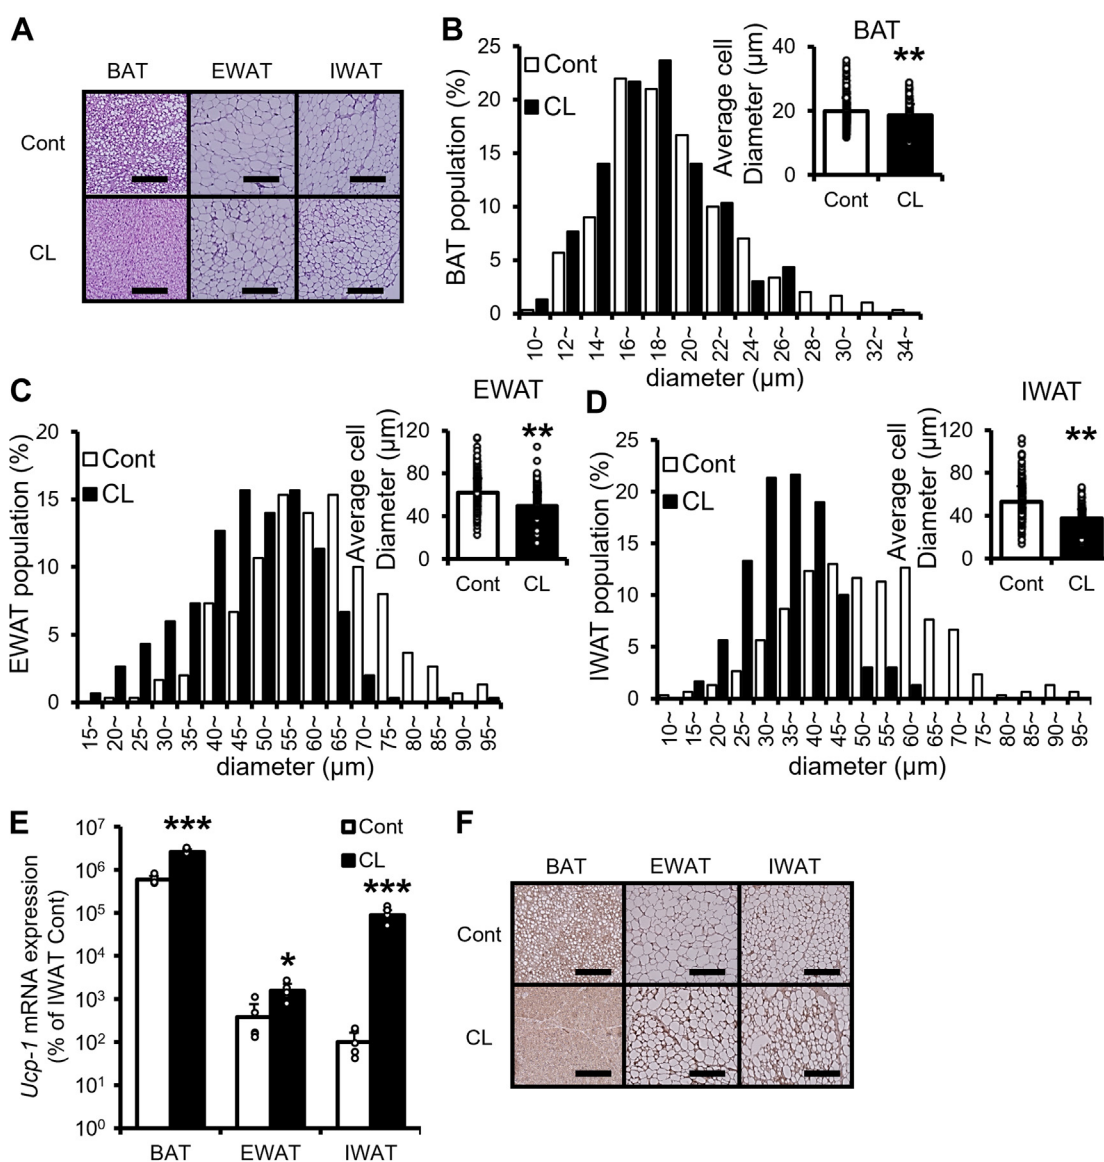 A
BAT EWAT IWAT
Cont
CL
B
BAT population (%)
25
20
15
10
5
0
Cont
CL
10~ 12~ 14~ 16~ 18~ 20~ 22~ 24~ 26~ 28~ 30~ 32~ 34~
diameter (µm)
BAT
Average cell
Diameter (µm)
40
20
0
**
Cont CL
C
EWAT population (%)
20
15
10
5
0
Cont
CL
15~ 20~ 25~ 30~ 35~ 40~ 45~ 50~ 55~ 60~ 65~ 70~ 75~ 80~ 85~ 90~ 95~
diameter (µm)
EWAT
Average cell
Diameter (µm)
120
80
40
0
**
Cont CL
D
IWAT population (%)
25
20
15
10
5
0
Cont
CL
10~ 15~ 20~ 25~ 30~ 35~ 40~ 45~ 50~ 55~ 60~ 65~ 70~ 75~ 80~ 85~ 90~ 95~
diameter (µm)
IWAT
Average cell
Diameter (µm)
120
80
40
0
**
Cont CL
E
Ucp-1 mRNA expression
(% of IWAT Cont)
10⁷
10⁶
10⁵
10⁴
10³
10²
10¹
10⁰
Cont
CL
***
*
***
BAT EWAT IWAT
F
BAT EWAT IWAT
Cont
CL